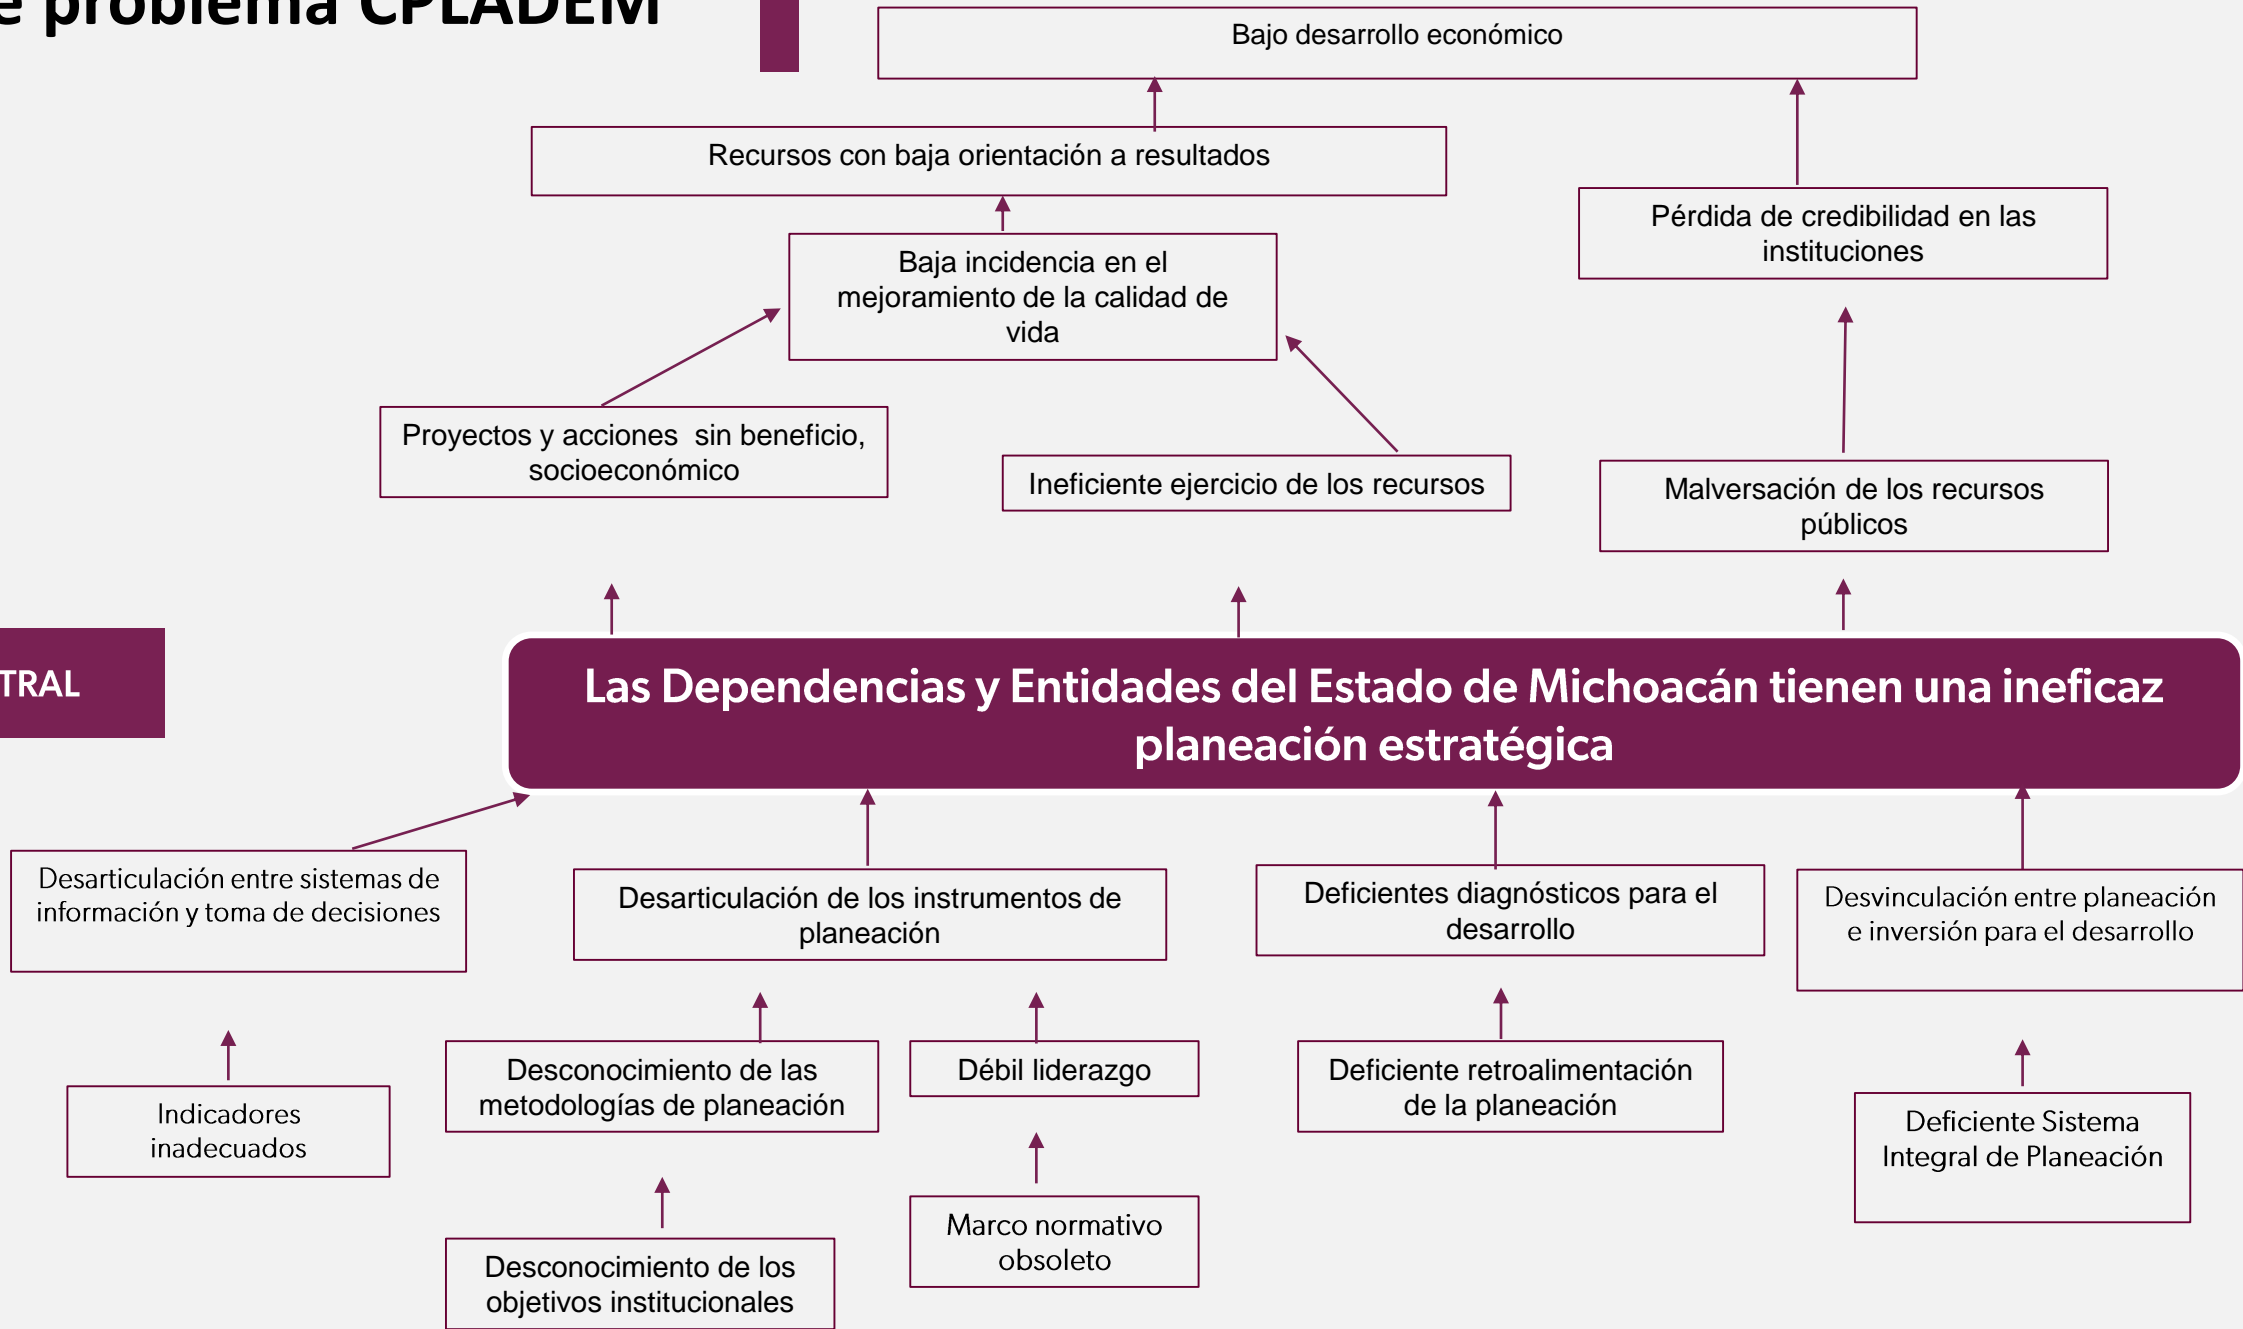 e problema CPLADEM
Bajo desarrollo económico
Recursos con baja orientación a resultados
Pérdida de credibilidad en las
instituciones
Baja incidencia en el
mejoramiento de la calidad de
vida
Proyectos y acciones  sin beneficio,
socioeconómico
Ineficiente ejercicio de los recursos
Malversación de los recursos
públicos
TRAL
Las Dependencias y Entidades del Estado de Michoacán tienen una ineficaz
planeación estratégica
Desarticulación entre sistemas de
información y toma de decisiones
Desarticulación de los instrumentos de
planeación
Deficientes diagnósticos para el
desarrollo
Desvinculación entre planeación
e inversión para el desarrollo
Indicadores
inadecuados
Desconocimiento de las
metodologías de planeación
Débil liderazgo
Deficiente retroalimentación
de la planeación
Deficiente Sistema
Integral de Planeación
Desconocimiento de los
objetivos institucionales
Marco normativo
obsoleto